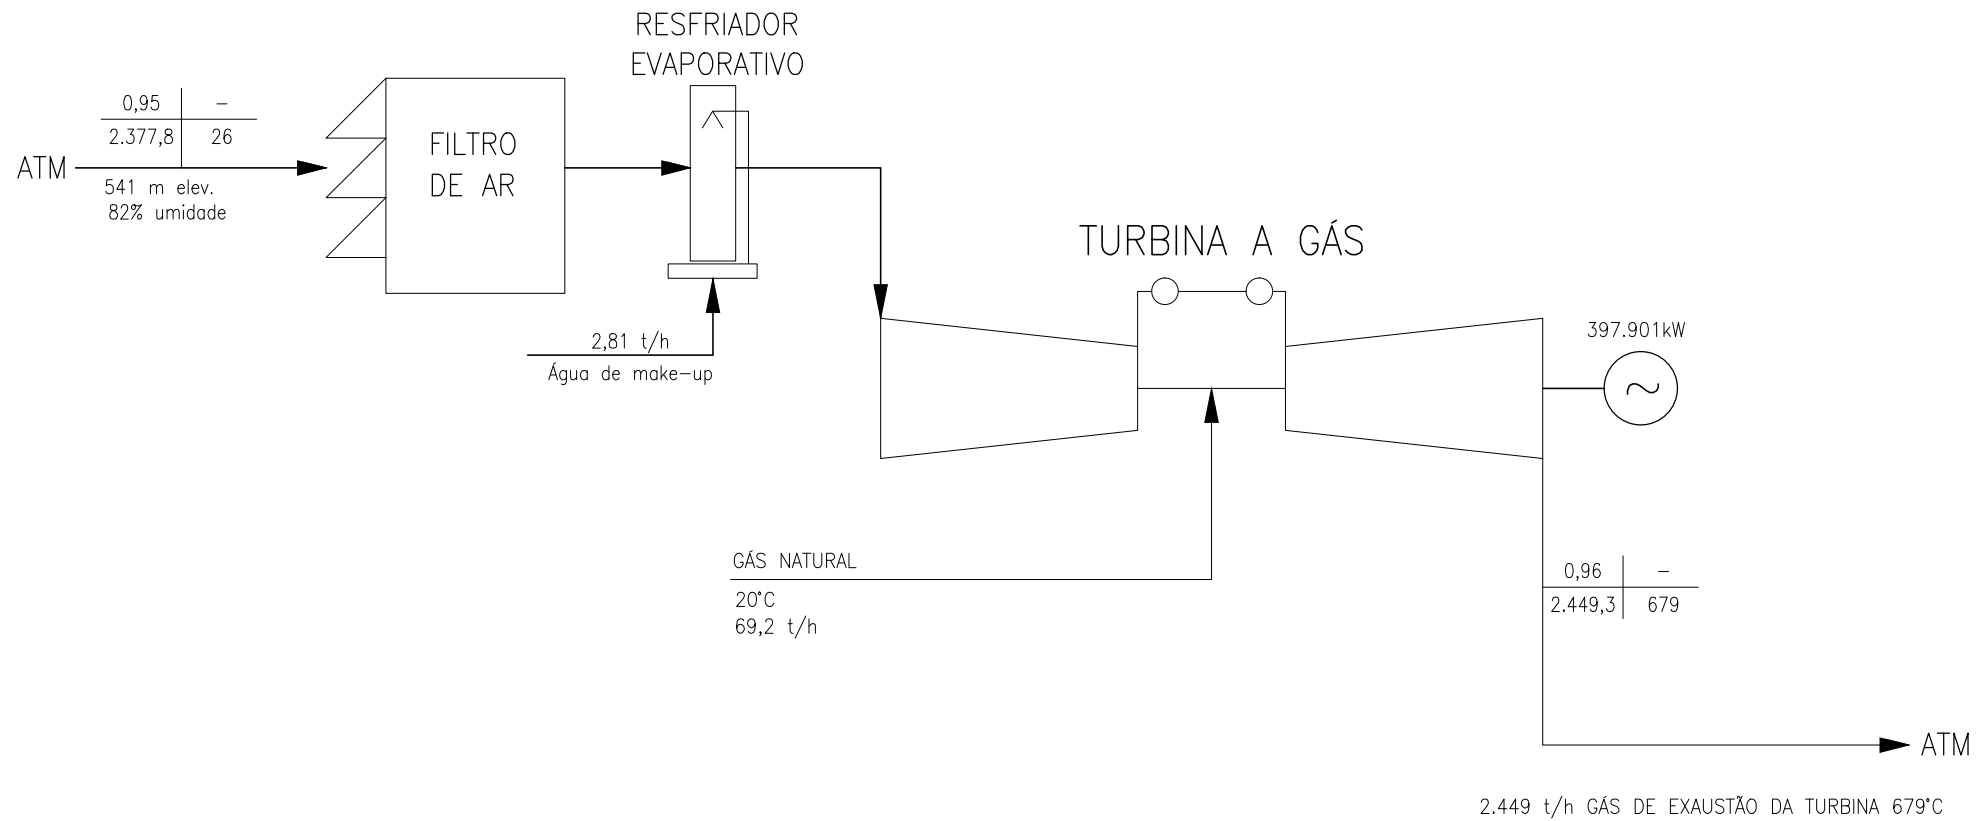 RESFRIADOR
EVAPORATIVO
0,95 –
2.377,8 26
ATM
541 m elev.
82% umidade
FILTRO
DE AR
2,81 t/h
Água de make-up
TURBINA A GÁS
397.901kW
~
GÁS NATURAL
20°C
69,2 t/h
0,96 –
2.449,3 679
ATM
2.449 t/h GÁS DE EXAUSTÃO DA TURBINA 679°C